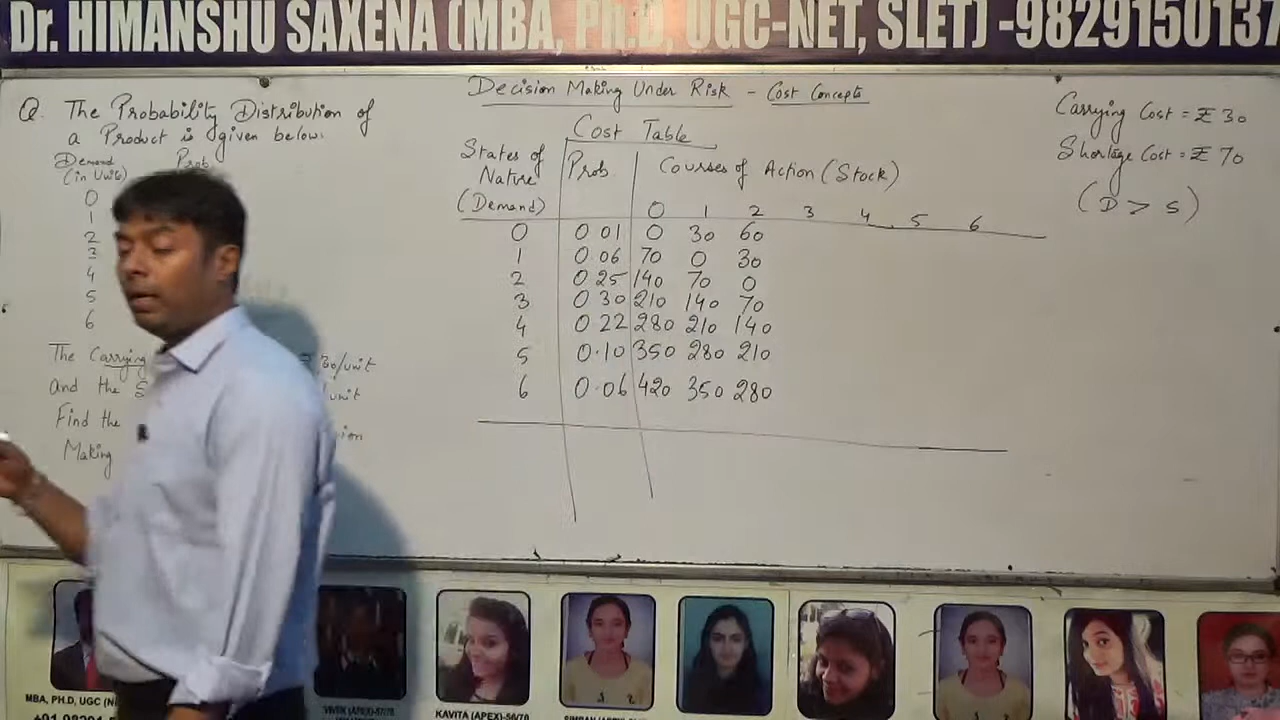 Dr. HIMANSHU SAXENA (MBA, Ph.D, UGC-NET, SLET) -9829150137
Decision Making Under Risk - Cost Concepts
Q. The Probability Distribution of
a Product is given below:
Demand Prob.
(in Units)
0
1
2
3
4
5
6
The Carrying ₹ 30/unit
and the unit
Find the
Making
Cost Table
States of Nature (Demand) Prob. Courses of Action (Stock)
0 1 2 3 4 5 6
0 0.01 0 30 60
1 0.06 70 0 30
2 0.25 140 70 0
3 0.30 210 140 70
4 0.22 280 210 140
5 0.10 350 280 210
6 0.06 420 350 280
Carrying Cost = ₹ 30
Shortage Cost = ₹ 70
(D > S)
MBA, PH.D, UGC
KAVITA (APEX)-56/70